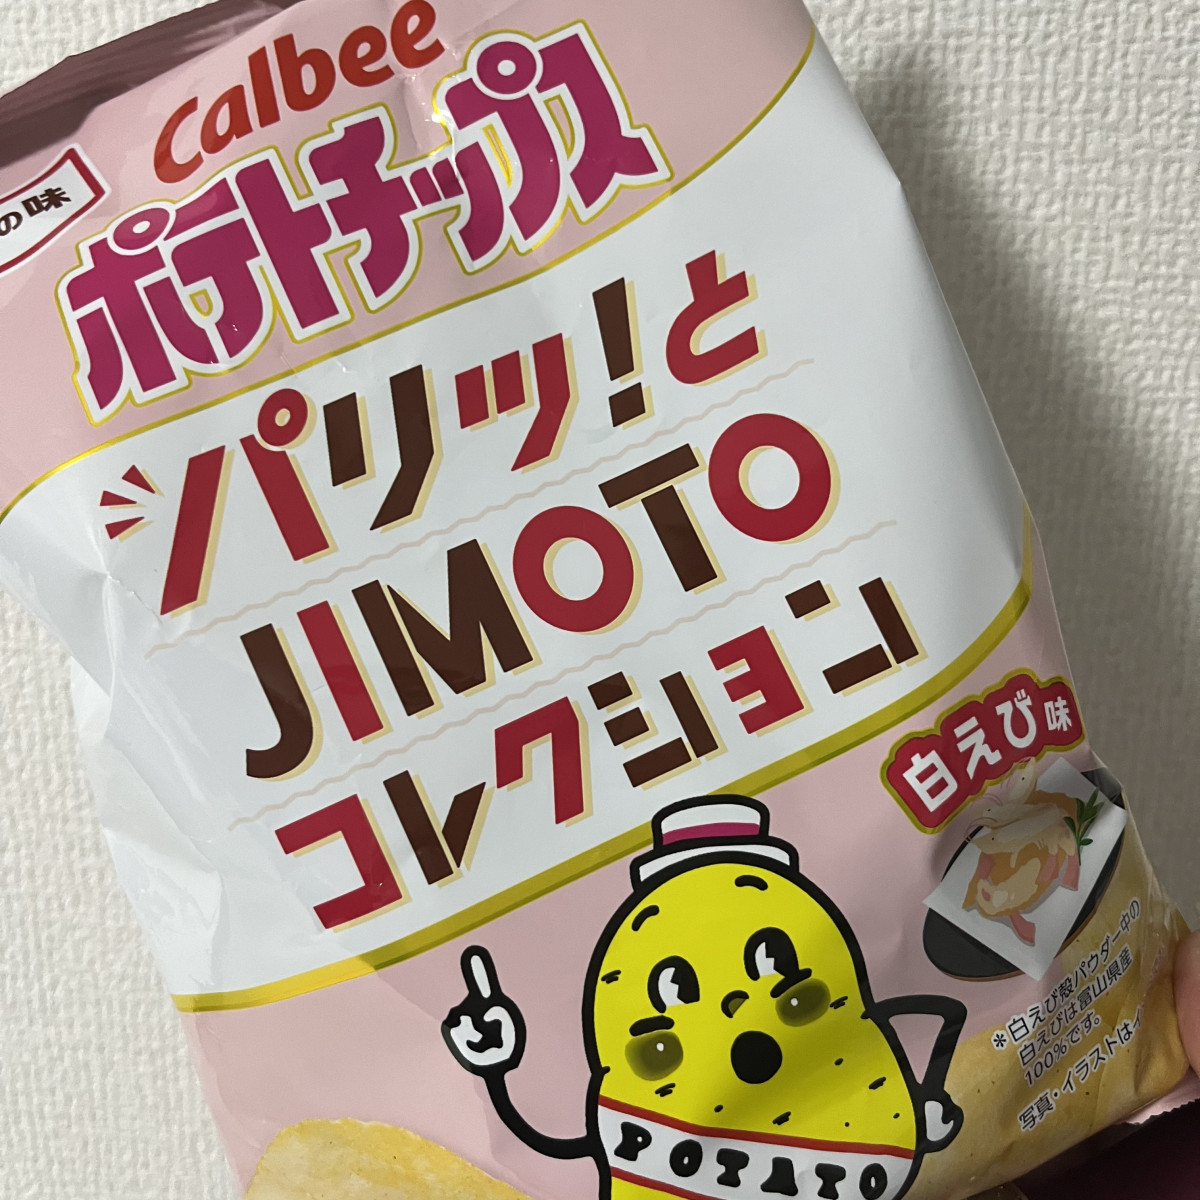 Calbee
の味
ポテトチップス
パリッ!と
JIMOTO
コレクション
白えび味
*白えび殻パウダー中の
白えびは富山県産
100%です。
写真・イラストはイ
POTATO